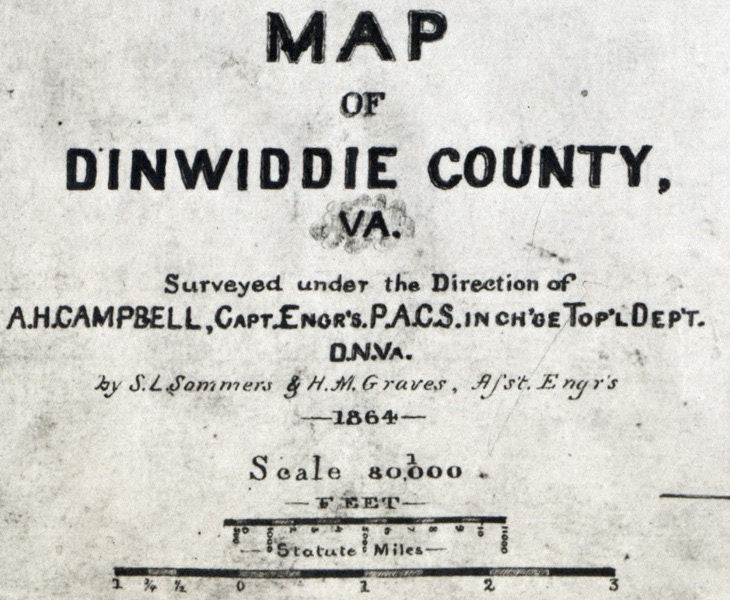 MAP
OF
DINWIDDIE COUNTY,
VA.
Surveyed under the Direction of
A.H.CAMPBELL, CAPT. ENGR'S. P.A.C.S. IN CH'GE TOP'L DEP'T.
D.N.VA.
by S.L. Sommers & H.M. Graves, Aſst. Engr's
—1864—
Scale 1/80,000
—FEET—
—Statute Miles—
1 3/4 1/2 0 1 2 3